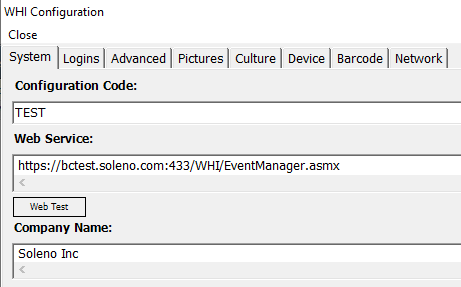 WHI Configuration
Close
System Logins Advanced Pictures Culture Device Barcode Network
Configuration Code:
TEST
Web Service:
https://bctest.soleno.com:433/WHI/EventManager.asmx
Web Test
Company Name:
Soleno Inc